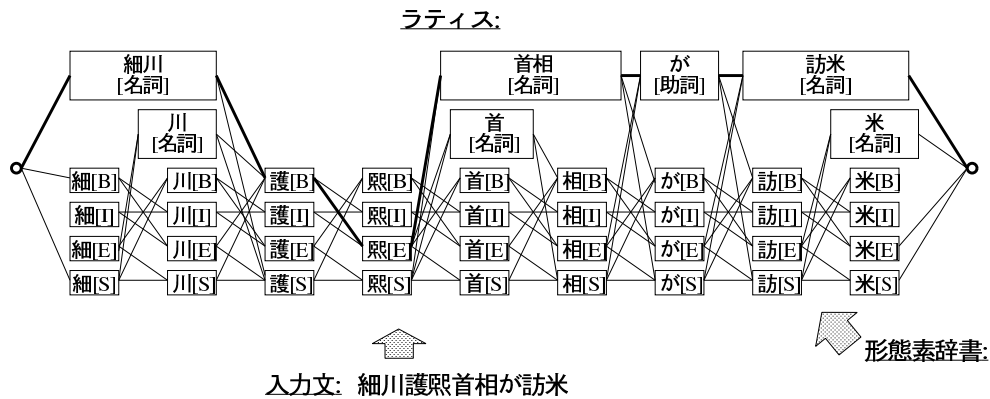 ラティス:
細川
[名詞]
首相
[名詞]
が
[助詞]
訪米
[名詞]
川
[名詞]
首
[名詞]
米
[名詞]
細[B] 川[B] 護[B] 熙[B] 首[B] 相[B] が[B] 訪[B] 米[B]
細[I] 川[I] 護[I] 熙[I] 首[I] 相[I] が[I] 訪[I] 米[I]
細[E] 川[E] 護[E] 熙[E] 首[E] 相[E] が[E] 訪[E] 米[E]
細[S] 川[S] 護[S] 熙[S] 首[S] 相[S] が[S] 訪[S] 米[S]
形態素辞書:
入力文: 細川護熙首相が訪米